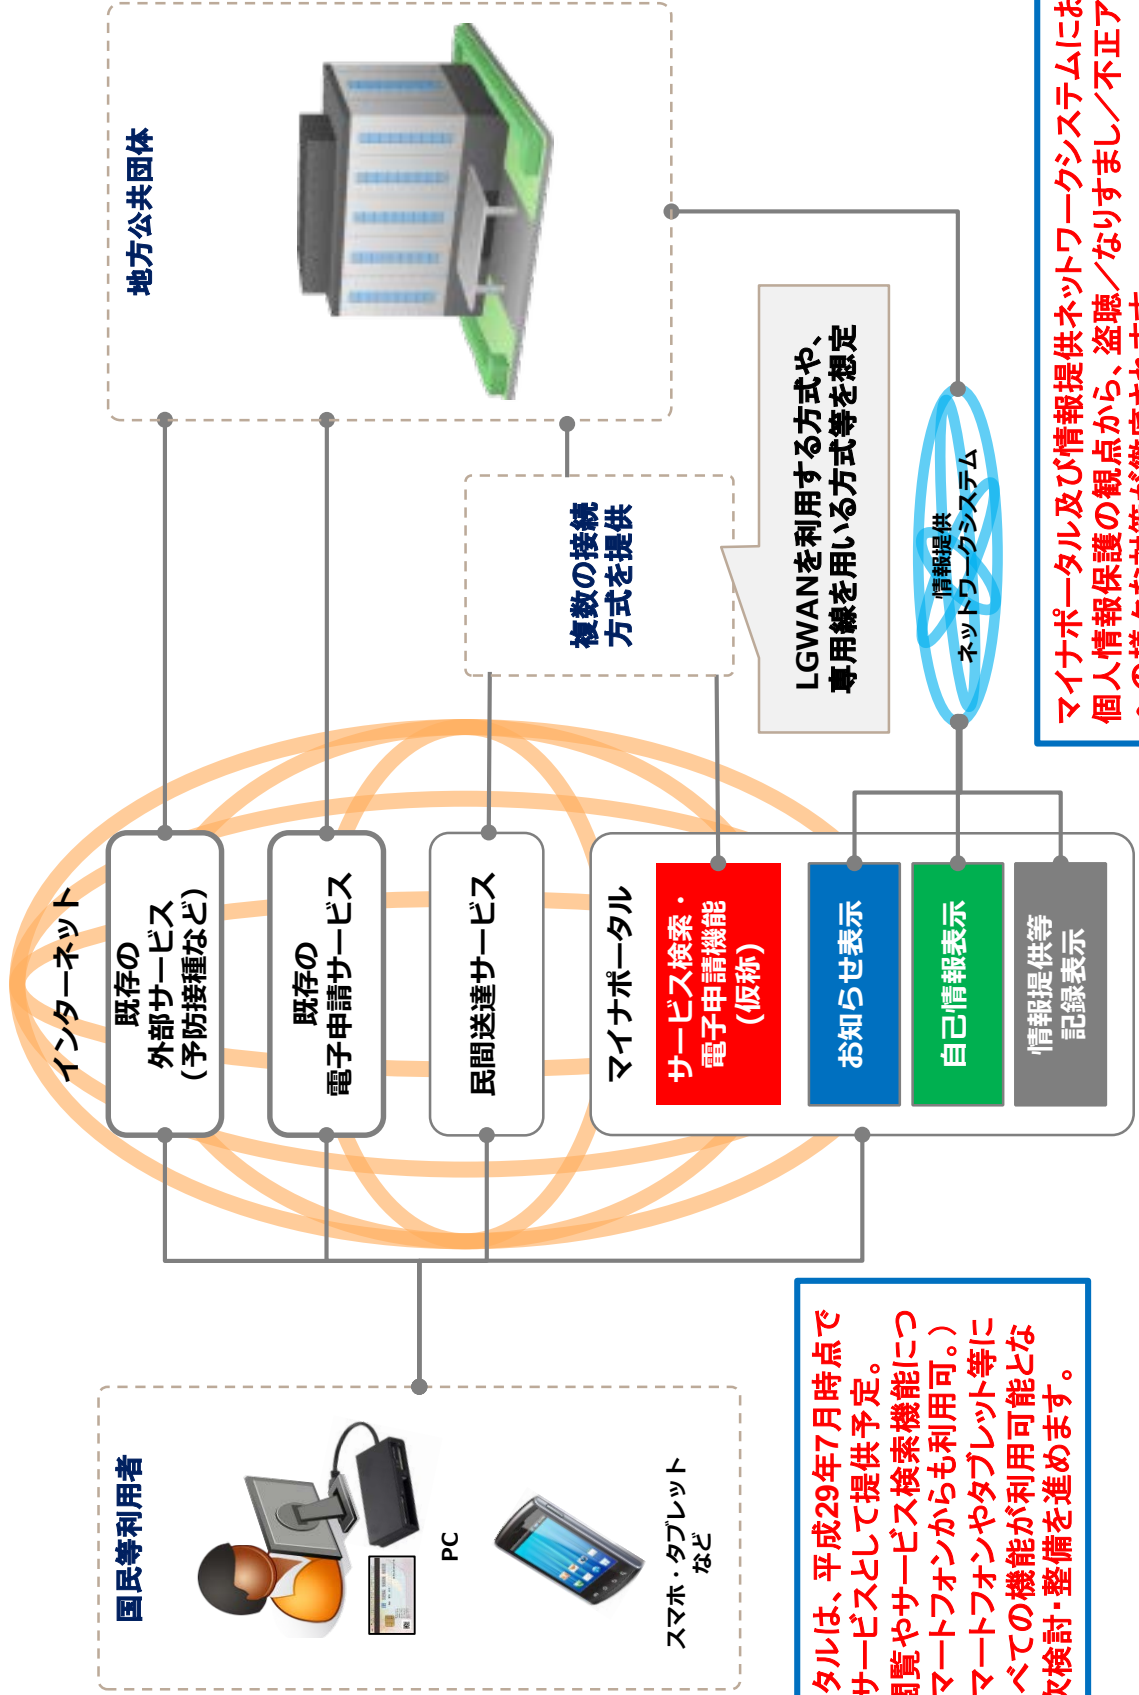 国民等利用者
PC
スマホ・タブレット
など
インターネット
既存の
外部サービス
(予防接種など)
既存の
電子申請サービス
民間送達サービス
マイナポータル
サービス検索・
電子申請機能
(仮称)
お知らせ表示
自己情報表示
情報提供等
記録表示
複数の接続
方式を提供
地方公共団体
LGWANを利用する方式や、
専用線を用いる方式等を想定
情報提供
ネットワークシステム
タルは、平成29年7月時点で
サービスとして提供予定。
閲覧やサービス検索機能につ
マートフォンからも利用可。)
マートフォンやタブレット等に
べての機能が利用可能とな
次検討・整備を進めます。
マイナポータル及び情報提供ネットワークシステムにお
個人情報保護の観点から、盗聴/なりすまし/不正ア